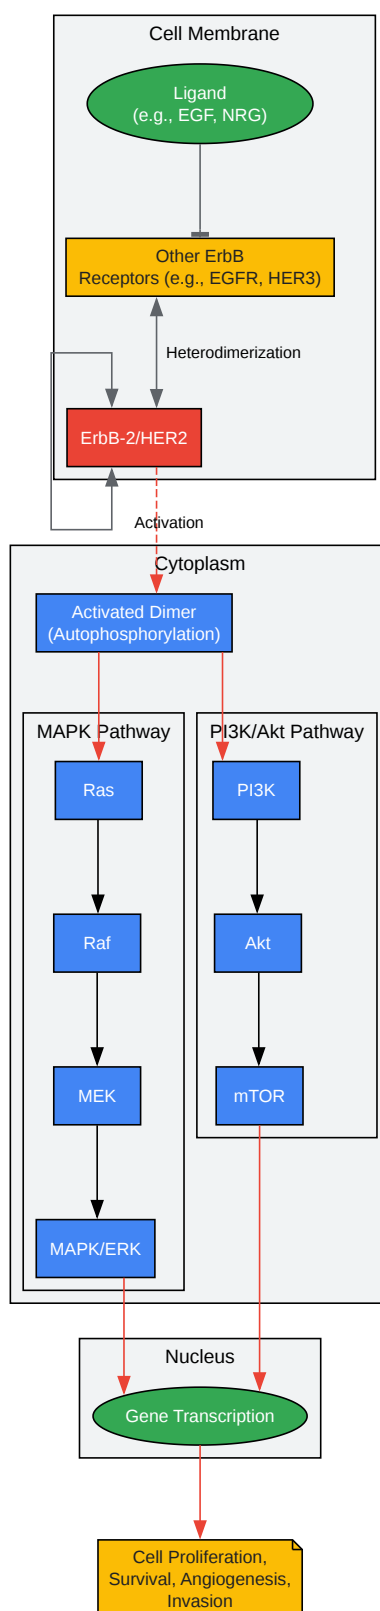 Cell Membrane
Ligand
(e.g., EGF, NRG)
Other ErbB
Receptors (e.g., EGFR, HER3)
Heterodimerization
ErbB-2/HER2
Activation
Cytoplasm
Activated Dimer
(Autophosphorylation)
MAPK Pathway
PI3K/Akt Pathway
Ras
PI3K
Raf
Akt
MEK
mTOR
MAPK/ERK
Nucleus
Gene Transcription
Cell Proliferation,
Survival, Angiogenesis,
Invasion